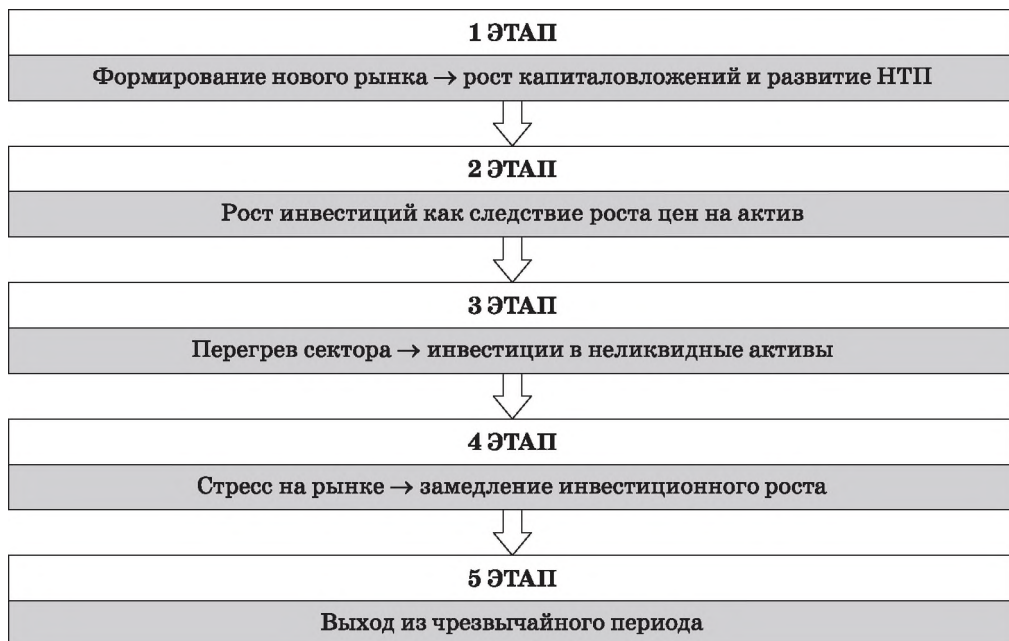 1 ЭТАП
Формирование нового рынка → рост капиталовложений и развитие НТП
2 ЭТАП
Рост инвестиций как следствие роста цен на актив
3 ЭТАП
Перегрев сектора → инвестиции в неликвидные активы
4 ЭТАП
Стресс на рынке → замедление инвестиционного роста
5 ЭТАП
Выход из чрезвычайного периода